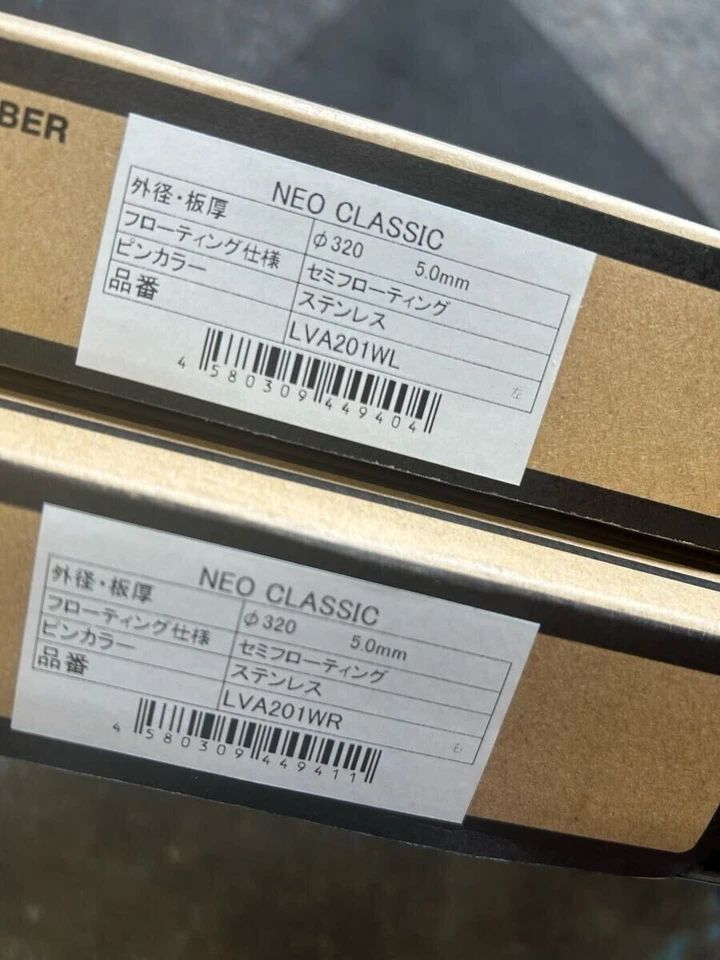 BER
NEO CLASSIC
外径・板厚 φ320 5.0mm
フローティング仕様 セミフローティング
ピンカラー ステンレス
品番 LVA201WL
左
4 580309 449404
NEO CLASSIC
外径・板厚 φ320 5.0mm
フローティング仕様 セミフローティング
ピンカラー ステンレス
品番 LVA201WR
4 580309 449411